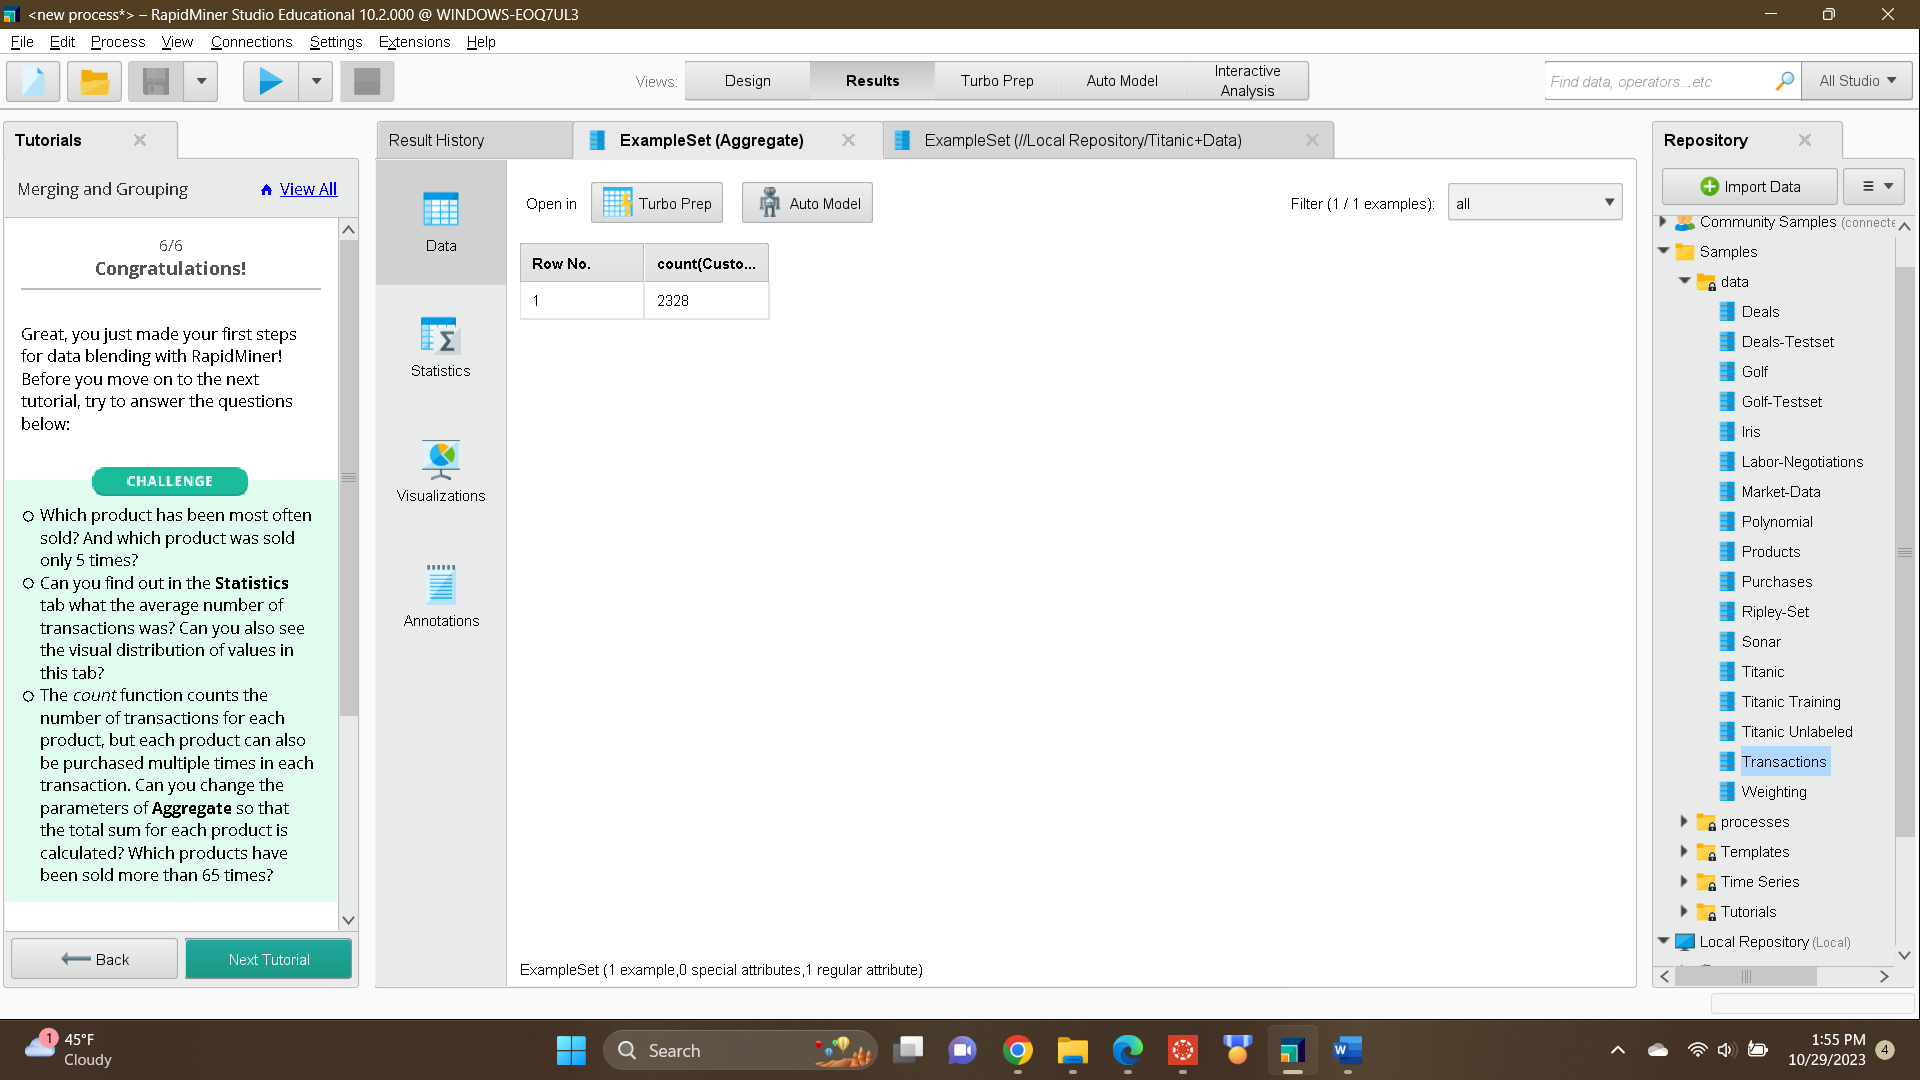 <new process*> – RapidMiner Studio Educational 10.2.000 @ WINDOWS-EOQ7UL3
File Edit Process View Connections Settings Extensions Help
Views: Design Results Turbo Prep Auto Model Interactive Analysis
Find data, operators...etc All Studio
Tutorials
Merging and Grouping View All
6/6
Congratulations!
Great, you just made your first steps
for data blending with RapidMiner!
Before you move on to the next
tutorial, try to answer the questions
below:
CHALLENGE
Which product has been most often
sold? And which product was sold
only 5 times?
Can you find out in the Statistics
tab what the average number of
transactions was? Can you also see
the visual distribution of values in
this tab?
The count function counts the
number of transactions for each
product, but each product can also
be purchased multiple times in each
transaction. Can you change the
parameters of Aggregate so that
the total sum for each product is
calculated? Which products have
been sold more than 65 times?
Back Next Tutorial
Result History ExampleSet (Aggregate) ExampleSet (//Local Repository/Titanic+Data)
Data
Statistics
Visualizations
Annotations
Open in Turbo Prep Auto Model Filter (1 / 1 examples): all
Row No. count(Custo...
1 2328
ExampleSet (1 example,0 special attributes,1 regular attribute)
Repository
Import Data
Community Samples (connecte
Samples
data
Deals
Deals-Testset
Golf
Golf-Testset
Iris
Labor-Negotiations
Market-Data
Polynomial
Products
Purchases
Ripley-Set
Sonar
Titanic
Titanic Training
Titanic Unlabeled
Transactions
Weighting
processes
Templates
Time Series
Tutorials
Local Repository (Local)
1
45°F
Cloudy
Search
W
1:55 PM
10/29/2023
4